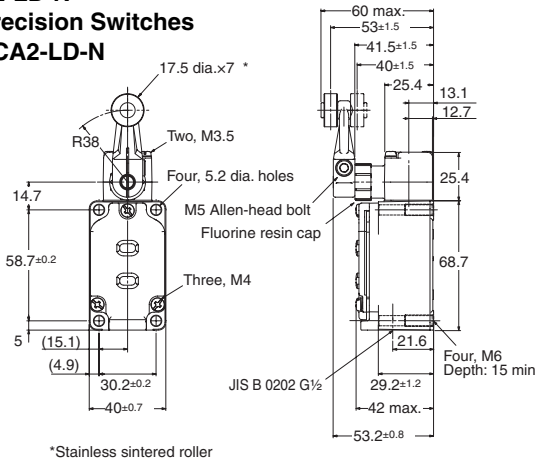 recision Switches
CA2-LD-N
60 max.
53±1.5
41.5±1.5
40±1.5
25.4
13.1
12.7
17.5 dia.×7 *
R38
Two, M3.5
Four, 5.2 dia. holes
14.7
M5 Allen-head bolt
Fluorine resin cap
25.4
58.7±0.2
68.7
Three, M4
5
(15.1)
(4.9)
30.2±0.2
40±0.7
JIS B 0202 G½
21.6
29.2±1.2
42 max.
53.2±0.8
Four, M6
Depth: 15 min
*Stainless sintered roller